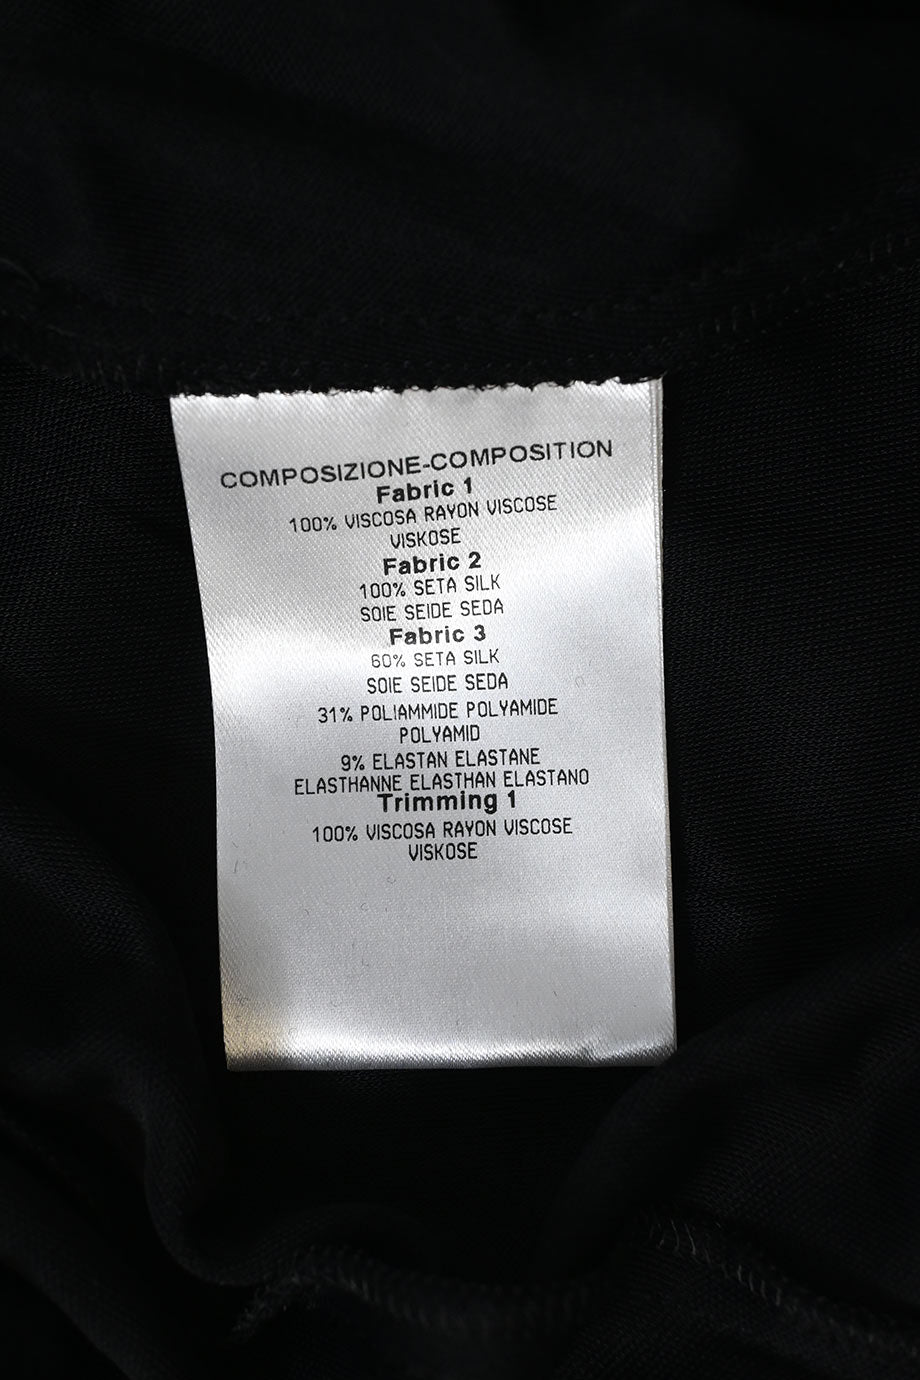 COMPOSIZIONE-COMPOSITION
Fabric 1
100% VISCOSA RAYON VISCOSE
VISKOSE
Fabric 2
100% SETA SILK
SOIE SEIDE SEDA
Fabric 3
60% SETA SILK
SOIE SEIDE SEDA
31% POLIAMMIDE POLYAMIDE
POLYAMID
9% ELASTAN ELASTANE
ELASTHANNE ELASTHAN ELASTANO
Trimming 1
100% VISCOSA RAYON VISCOSE
VISKOSE